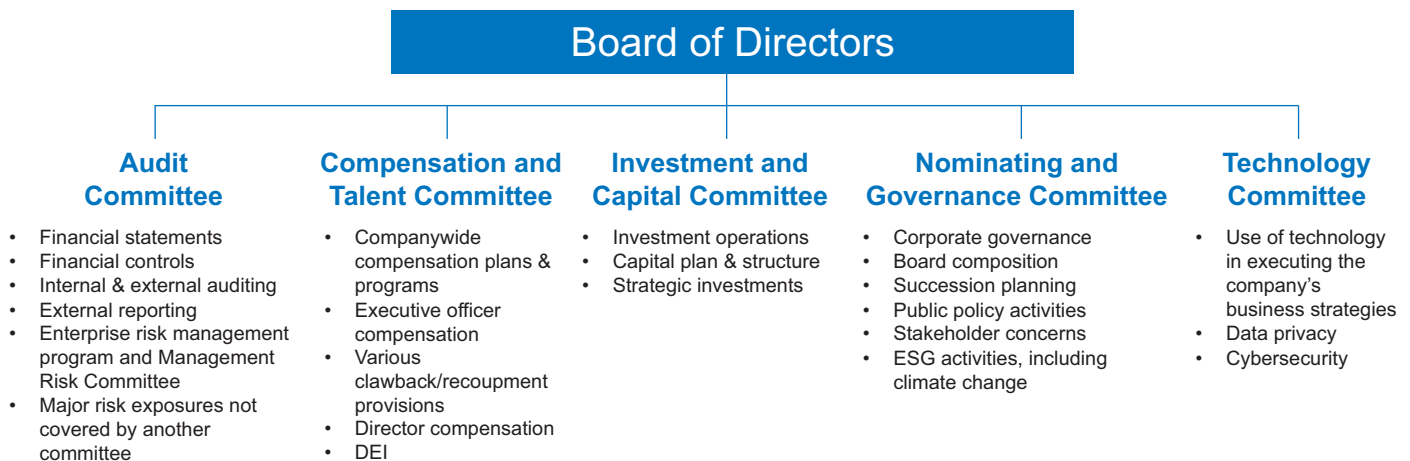 Board of Directors
Audit
Committee
• Financial statements
• Financial controls
• Internal & external auditing
• External reporting
• Enterprise risk management
program and Management
Risk Committee
• Major risk exposures not
covered by another
committee
Compensation and
Talent Committee
• Companywide
compensation plans &
programs
• Executive officer
compensation
• Various
clawback/recoupment
provisions
• Director compensation
• DEI
Investment and
Capital Committee
• Investment operations
• Capital plan & structure
• Strategic investments
Nominating and
Governance Committee
• Corporate governance
• Board composition
• Succession planning
• Public policy activities
• Stakeholder concerns
• ESG activities, including
climate change
Technology
Committee
• Use of technology
in executing the
company’s
business strategies
• Data privacy
• Cybersecurity